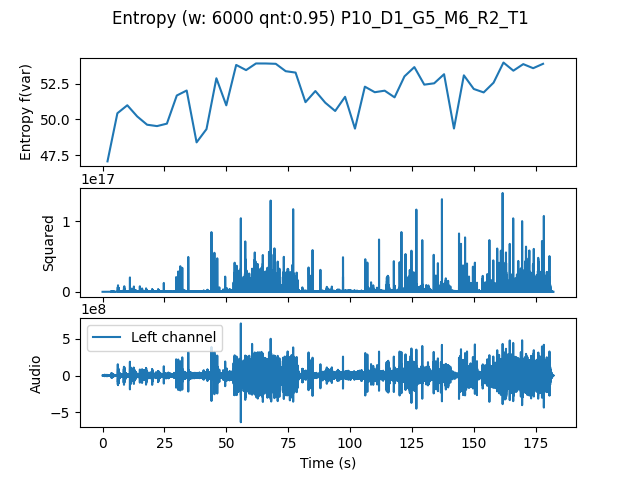 Entropy (w: 6000 qnt:0.95) P10_D1_G5_M6_R2_T1
52.5
50.0
47.5
Entropy f(var)
1e17
1
0
Squared
1e8
Left channel
5
0
−5
Audio
0 25 50 75 100 125 150 175
Time (s)